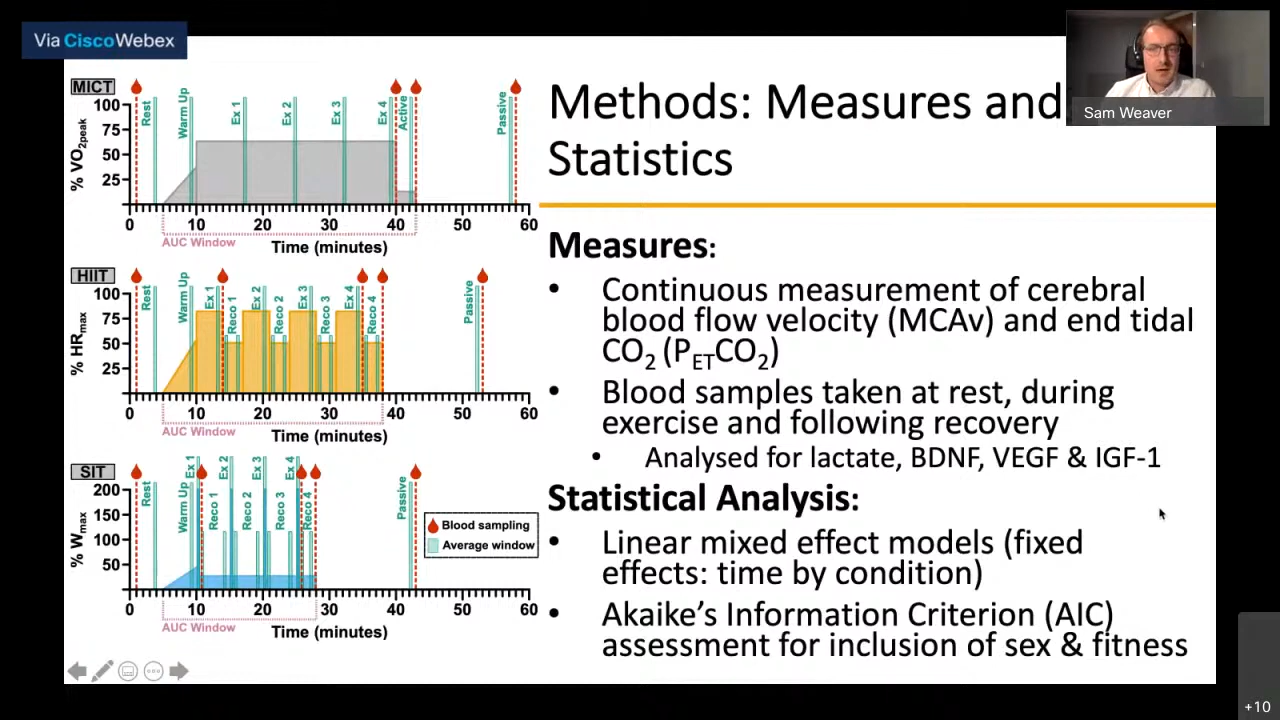 Via Cisco Webex
Sam Weaver
Methods: Measures and
Statistics
MICT
% VO2peak
100
75
50
25
Rest
Warm Up
Ex 1
Ex 2
Ex 3
Ex 4
Active
Passive
0 10 20 30 40 50 60
AUC Window
Time (minutes)
HIIT
% HRmax
100
75
50
25
Rest
Warm Up
Ex 1
Reco 1
Ex 2
Reco 2
Ex 3
Reco 3
Ex 4
Reco 4
Passive
0 10 20 30 40 50 60
AUC Window
Time (minutes)
SIT
% Wmax
200
150
100
50
Rest
Warm Up
Ex 1
Reco 1
Ex 2
Reco 2
Ex 3
Reco 3
Ex 4
Reco 4
Passive
Blood sampling
Average window
0 10 20 30 40 50 60
AUC Window
Time (minutes)
Measures:
• Continuous measurement of cerebral
blood flow velocity (MCAv) and end tidal
CO2 (PETCO2)
• Blood samples taken at rest, during
exercise and following recovery
• Analysed for lactate, BDNF, VEGF & IGF-1
Statistical Analysis:
• Linear mixed effect models (fixed
effects: time by condition)
• Akaike’s Information Criterion (AIC)
assessment for inclusion of sex & fitness
+10